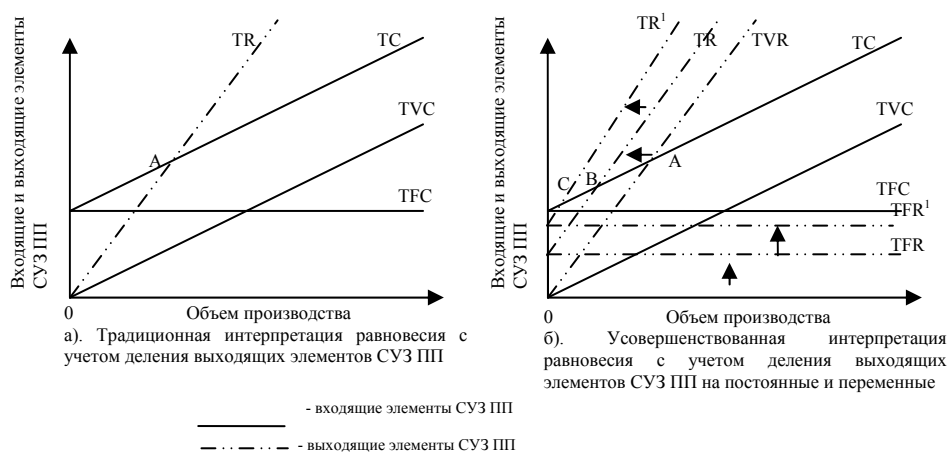 Входящие и выходящие элементы
СУЗ ПП
TR
TC
TVC
A
TFC
0
Объем производства
а). Традиционная интерпретация равновесия с
учетом деления выходящих элементов СУЗ ПП
Входящие и выходящие элементы
СУЗ ПП
TR¹
TR
TVR
TC
TVC
A
B
C
TFC
TFR¹
TFR
0
Объем производства
б). Усовершенствованная интерпретация
равновесия с учетом деления выходящих
элементов СУЗ ПП на постоянные и переменные
- входящие элементы СУЗ ПП
- выходящие элементы СУЗ ПП